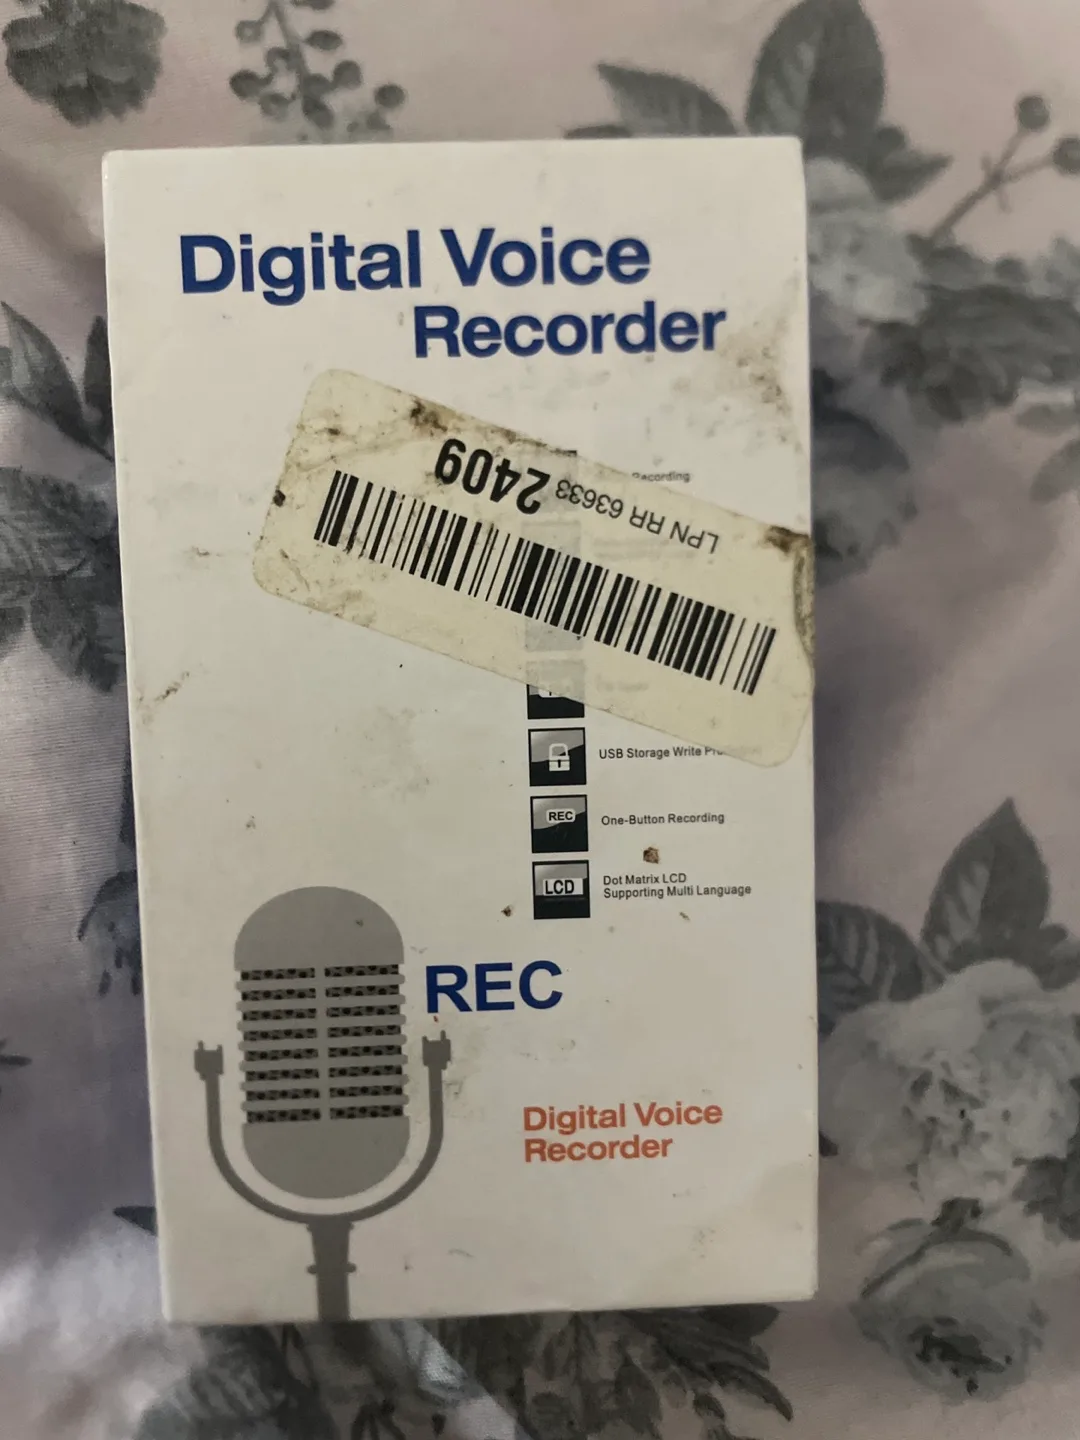 Digital Voice
Recorder
Recording
LPN RR 63633 2409
USB Storage Write
REC
One-Button Recording
LCD
Dot Matrix LCD
Supporting Multi Language
REC
Digital Voice
Recorder